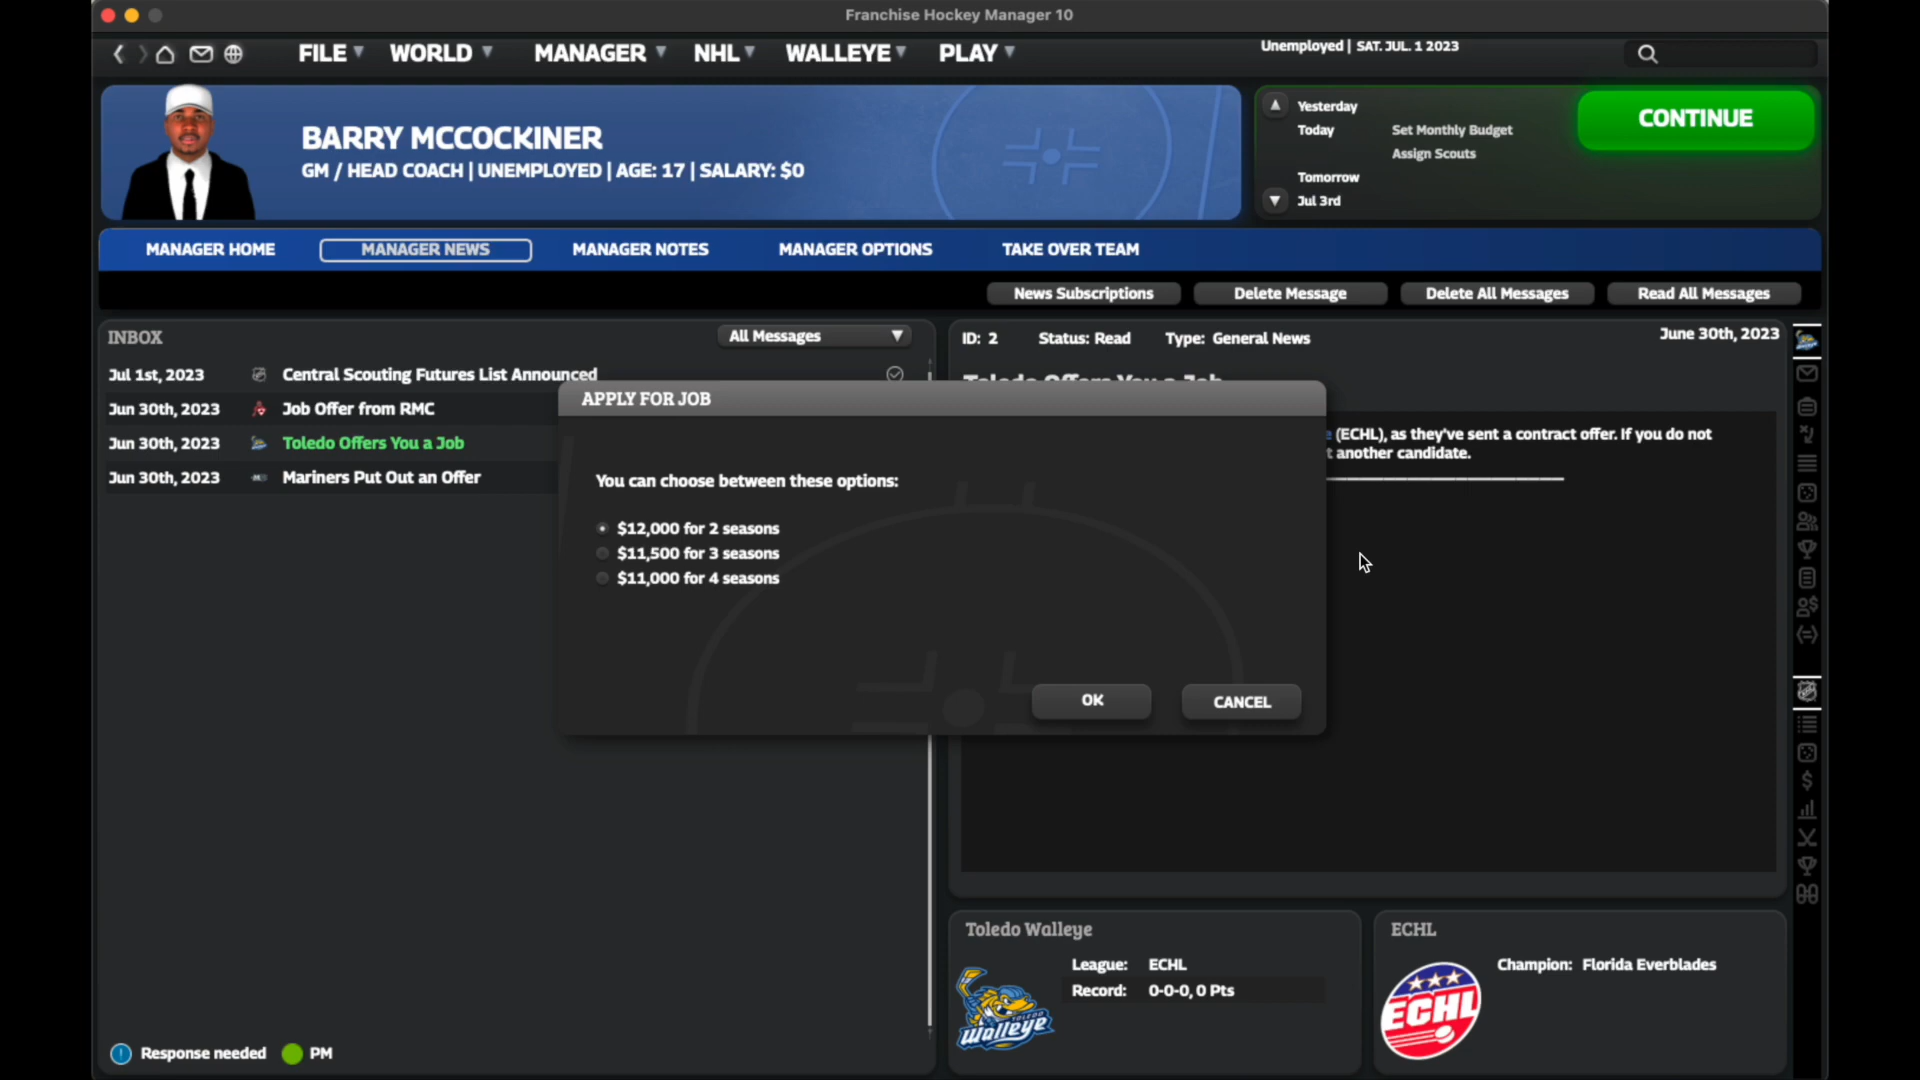 Franchise Hockey Manager 10
FILE WORLD MANAGER NHL WALLEYE PLAY
Unemployed | SAT. JUL. 1 2023
BARRY MCCOCKINER
GM / HEAD COACH | UNEMPLOYED | AGE: 17 | SALARY: $0
Yesterday
Today Set Monthly Budget
Assign Scouts
Tomorrow
Jul 3rd
CONTINUE
MANAGER HOME MANAGER NEWS MANAGER NOTES MANAGER OPTIONS TAKE OVER TEAM
News Subscriptions Delete Message Delete All Messages Read All Messages
INBOX All Messages
Jul 1st, 2023 Central Scouting Futures List Announced
Jun 30th, 2023 Job Offer from RMC
Jun 30th, 2023 Toledo Offers You a Job
Jun 30th, 2023 Mariners Put Out an Offer
ID: 2 Status: Read Type: General News June 30th, 2023
Toledo Offers You a Job
(ECHL), as they've sent a contract offer. If you do not
another candidate.
APPLY FOR JOB
You can choose between these options:
$12,000 for 2 seasons
$11,500 for 3 seasons
$11,000 for 4 seasons
OK CANCEL
Toledo Walleye
League: ECHL
Record: 0-0-0, 0 Pts
TOLEDO
Walleye
ECHL
Champion: Florida Everblades
ECHL
Response needed PM